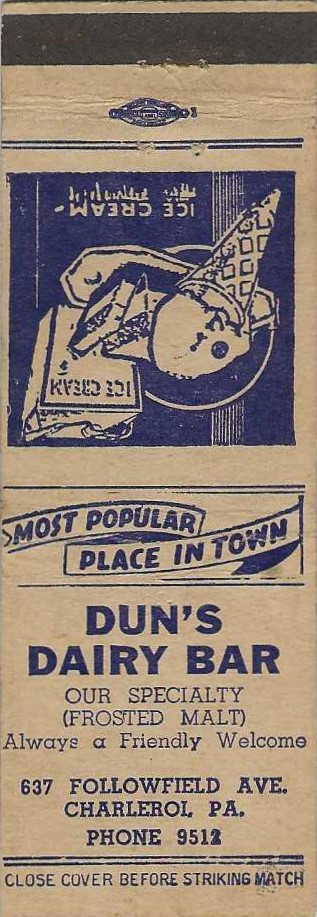 ICE CREAM
ICE CREAM
MOST POPULAR
PLACE IN TOWN
DUN'S
DAIRY BAR
OUR SPECIALTY
(FROSTED MALT)
Always a Friendly Welcome
637 FOLLOWFIELD AVE.
CHARLEROI, PA.
PHONE 9512
CLOSE COVER BEFORE STRIKING MATCH